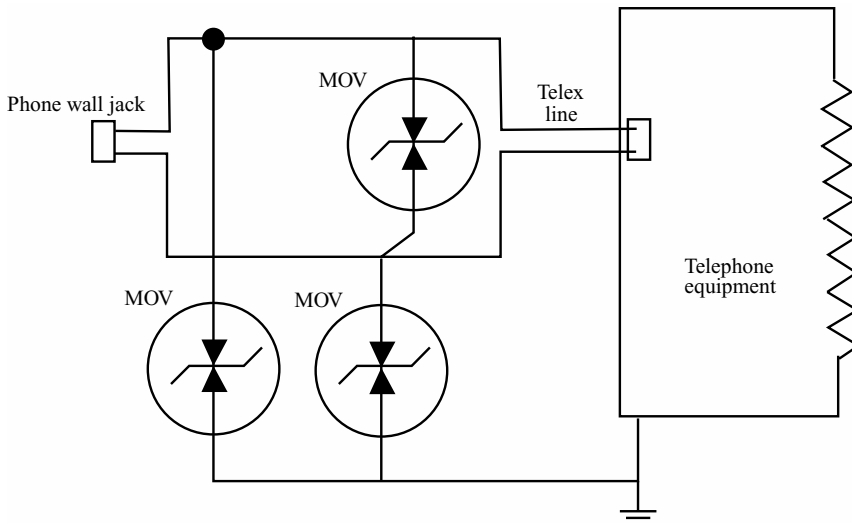 MOV
Phone wall jack
Telex
line
Telephone
equipment
MOV
MOV